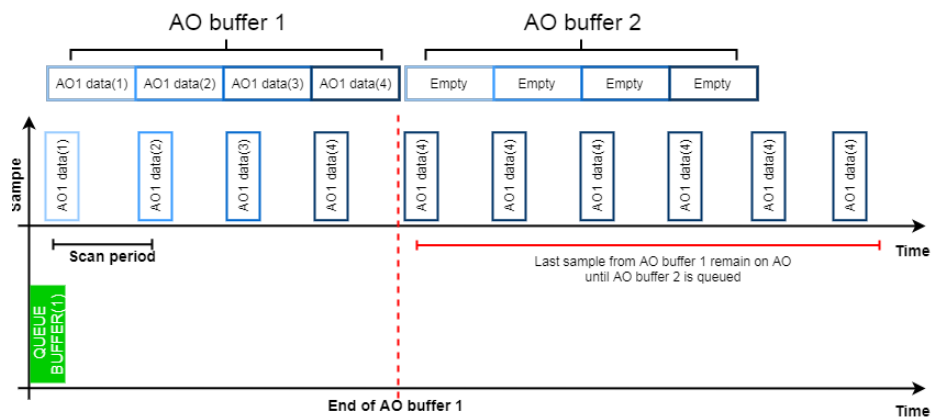 AO buffer 1
AO buffer 2
AO1 data(1)
AO1 data(2)
AO1 data(3)
AO1 data(4)
Empty
Empty
Empty
Empty
Sample
AO1 data(1)
AO1 data(2)
AO1 data(3)
AO1 data(4)
AO1 data(4)
AO1 data(4)
AO1 data(4)
AO1 data(4)
AO1 data(4)
AO1 data(4)
Time
Scan period
Last sample from AO buffer 1 remain on AO
until AO buffer 2 is queued
QUEUE
BUFFER(1)
End of AO buffer 1
Time